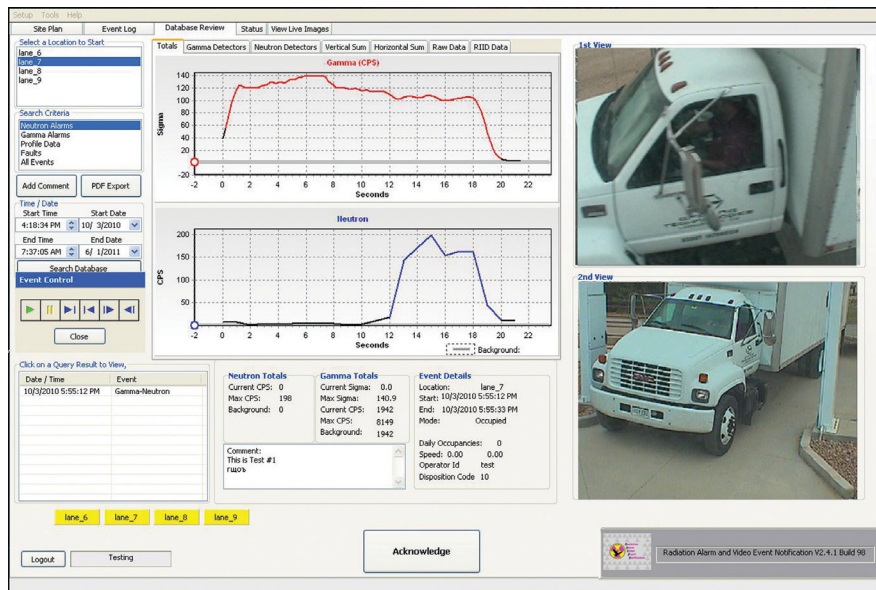 Setup Tools Help
Site Plan Event Log Database Review Status View Live Images
Select a Location to Start
lane_6
lane_7
lane_8
lane_9
Search Criteria
Neutron Alarms
Gamma Alarms
Profile Data
Faults
All Events
Add Comment PDF Export
Time / Date
Start Time Start Date
4:18:34 PM 10/ 3/2010
End Time End Date
7:37:05 AM 6/ 1/2011
Search Database
Event Control
Close
Totals Gamma Detectors Neutron Detectors Vertical Sum Horizontal Sum Raw Data RIID Data
Gamma (CPS)
Sigma
140
120
100
80
60
40
20
0
-20
-2 0 2 4 6 8 10 12 14 16 18 20 22
Seconds
Neutron
CPS
200
150
100
50
0
-2 0 2 4 6 8 10 12 14 16 18 20 22
Seconds
Background:
1st View
2nd View
GMC
Click on a Query Result to View,
Date / Time Event
10/3/2010 5:55:12 PM Gamma-Neutron
Neutron Totals
Current CPS: 0
Max CPS: 198
Background: 0
Gamma Totals
Current Sigma: 0.0
Max Sigma: 140.9
Current CPS: 1942
Max CPS: 8149
Background: 1942
Event Details
Location: lane_7
Start: 10/3/2010 5:55:12 PM
End: 10/3/2010 5:55:33 PM
Mode: Occupied
Daily Occupancies: 0
Speed: 0.00 0.00
Operator Id test
Disposition Code 10
Comment:
This is Test #1
гщоъ
lane_6 lane_7 lane_8 lane_9
Logout Testing
Acknowledge
Radiation Alarm and Video Event Notification V2.4.1 Build 98